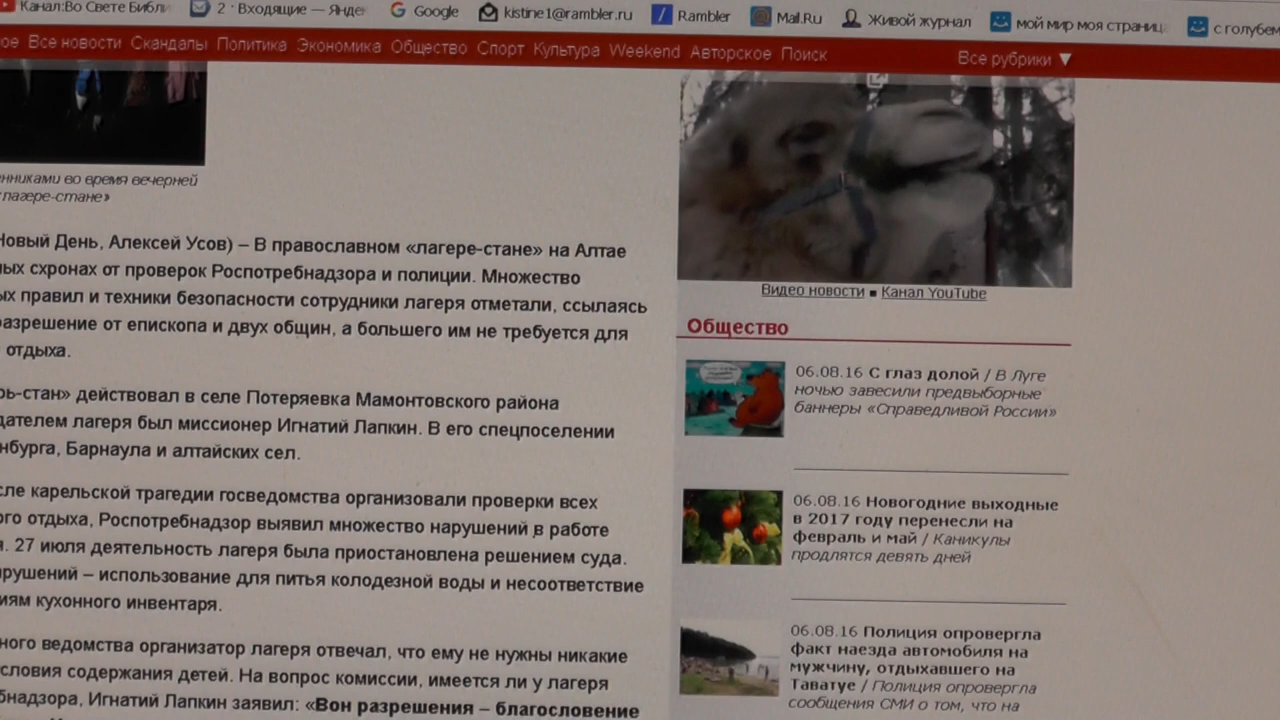 Канал:Во Свете Библи
2 · Входящие — Янде
Google
kistine1@rambler.ru
Rambler
Mail.Ru
Живой журнал
мой мир моя страниц
с голубем
ое Все новости Скандалы Политика Экономика Общество Спорт Культура Weekend Авторское Поиск
Все рубрики ▼
нниками во время вечерней
лагере-стане»
Новый День, Алексей Усов) – В православном «лагере-стане» на Алтае
ых схронах от проверок Роспотребнадзора и полиции. Множество
ых правил и техники безопасности сотрудники лагеря отметали, ссылаясь
азрешение от епископа и двух общин, а большего им не требуется для
отдыха.
рь-стан» действовал в селе Потеряевка Мамонтовского района
дателем лагеря был миссионер Игнатий Лапкин. В его спецпоселении
нбурга, Барнаула и алтайских сел.
сле карельской трагедии госведомства организовали проверки всех
ого отдыха, Роспотребнадзор выявил множество нарушений в работе
я. 27 июля деятельность лагеря была приостановлена решением суда.
рушений – использование для питья колодезной воды и несоответствие
иям кухонного инвентаря.
ного ведомства организатор лагеря отвечал, что ему не нужны никакие
словия содержания детей. На вопрос комиссии, имеется ли у лагеря
бнадзора, Игнатий Лапкин заявил: «Вон разрешения – благословение
Видео новости ■ Канал YouTube
Общество
06.08.16 С глаз долой / В Луге
ночью завесили предвыборные
баннеры «Справедливой России»
06.08.16 Новогодние выходные
в 2017 году перенесли на
февраль и май / Каникулы
продлятся девять дней
06.08.16 Полиция опровергла
факт наезда автомобиля на
мужчину, отдыхавшего на
Таватуе / Полиция опровергла
сообщения СМИ о том, что на